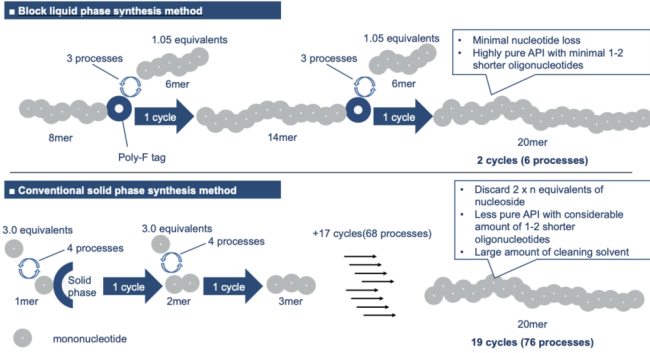 ■ Block liquid phase synthesis method
1.05 equivalents
1.05 equivalents
3 processes
3 processes
6mer
6mer
• Minimal nucleotide loss
• Highly pure API with minimal 1-2
shorter oligonucleotides
1 cycle
1 cycle
8mer
14mer
20mer
Poly-F tag
2 cycles (6 processes)
■ Conventional solid phase synthesis method
3.0 equivalents
3.0 equivalents
4 processes
4 processes
+17 cycles(68 processes)
• Discard 2 x n equivalents of
nucleoside
• Less pure API with considerable
amount of 1-2 shorter
oligonucleotides
• Large amount of cleaning solvent
Solid
phase
1 cycle
1 cycle
1mer
2mer
3mer
20mer
mononucleotide
19 cycles (76 processes)